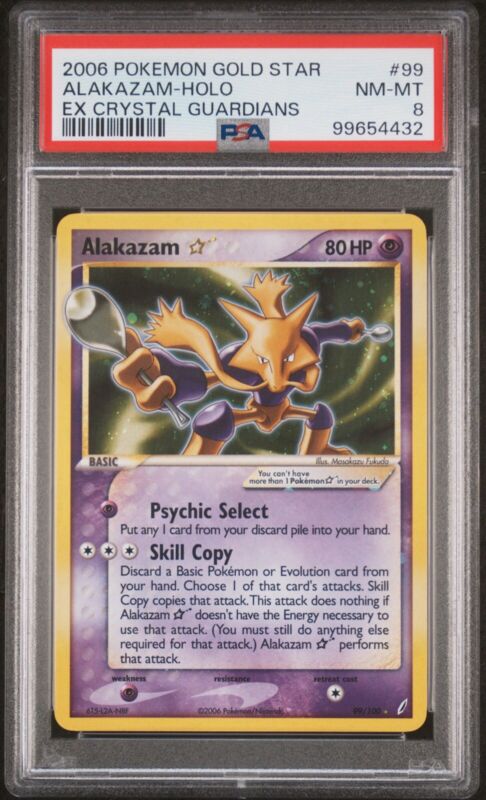 2006 POKEMON GOLD STAR #99
ALAKAZAM-HOLO NM-MT
EX CRYSTAL GUARDIANS 8
PSA 99654432
Alakazam ☆ 80 HP
BASIC
Illus. Masakazu Fukuda
You can't have
more than 1 Pokémon ☆ in your deck.
Psychic Select
Put any 1 card from your discard pile into your hand.
Skill Copy
Discard a Basic Pokémon or Evolution card from
your hand. Choose 1 of that card's attacks. Skill
Copy copies that attack. This attack does nothing if
Alakazam ☆ doesn't have the Energy necessary to
use that attack. (You must still do anything else
required for that attack.) Alakazam ☆ performs
that attack.
weakness resistance retreat cost
©2006 Pokémon/Nintendo
99/100
PSA